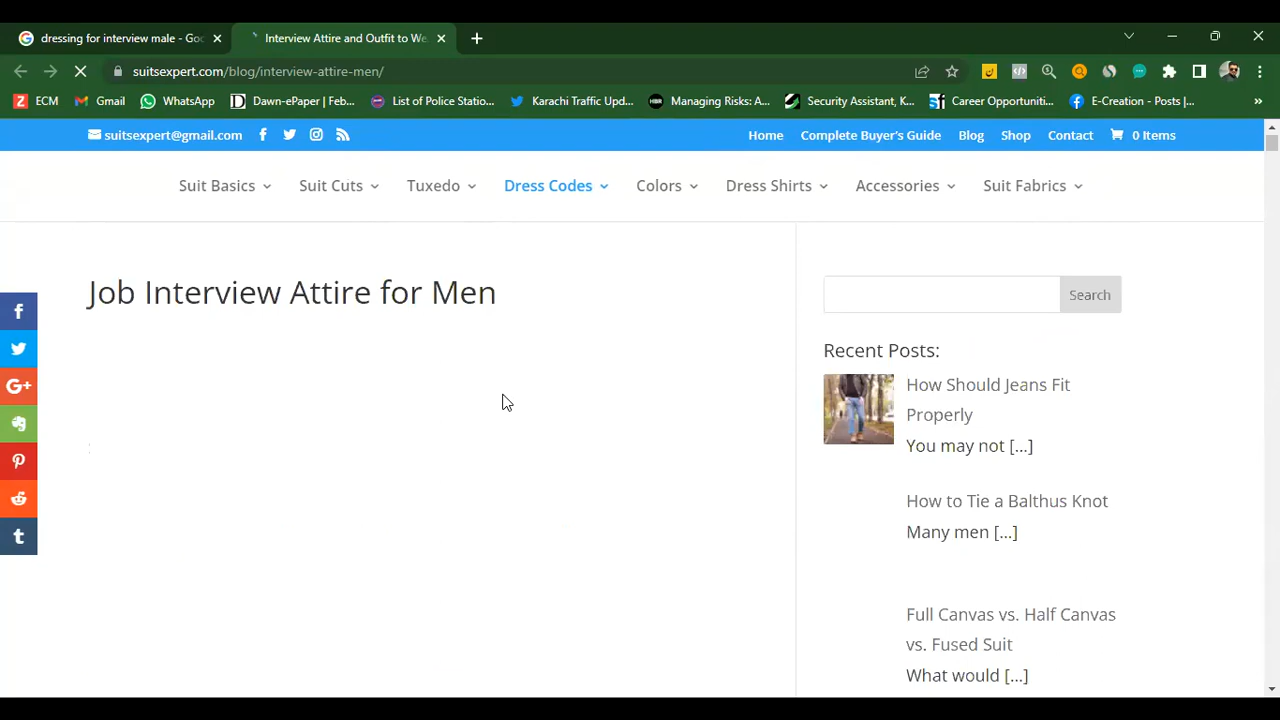 dressing for interview male - Goo
Interview Attire and Outfit to We
suitsexpert.com/blog/interview-attire-men/
ECM
Gmail
WhatsApp
Dawn-ePaper | Feb...
List of Police Statio...
Karachi Traffic Upd...
Managing Risks: A...
Security Assistant, K...
Career Opportuniti...
E-Creation - Posts |...
suitsexpert@gmail.com
Home
Complete Buyer's Guide
Blog
Shop
Contact
0 Items
Suit Basics
Suit Cuts
Tuxedo
Dress Codes
Colors
Dress Shirts
Accessories
Suit Fabrics
Job Interview Attire for Men
Search
Recent Posts:
How Should Jeans Fit
Properly
You may not [...]
How to Tie a Balthus Knot
Many men [...]
Full Canvas vs. Half Canvas
vs. Fused Suit
What would [...]